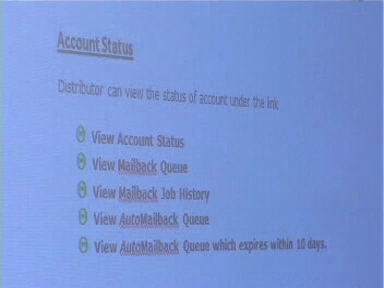 Account Status
Distributor can view the status of account under the link
View Account Status
View Mailback Queue
View Mailback Job History
View AutoMailback Queue
View AutoMailback Queue which expires within 10 days.